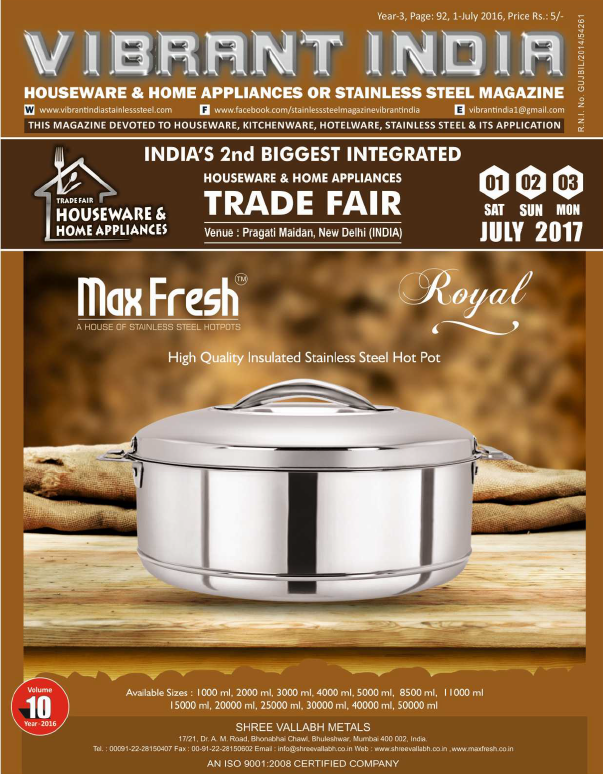 Year-3, Page: 92, 1-July 2016, Price Rs.: 5/-
VIBRANT INDIA
HOUSEWARE & HOME APPLIANCES OR STAINLESS STEEL MAGAZINE
W www.vibrantindiastainlesssteel.com F www.facebook.com/stainlesssteelmagazinevibrantindia E vibrantindia1@gmail.com
THIS MAGAZINE DEVOTED TO HOUSEWARE, KITCHENWARE, HOTELWARE, STAINLESS STEEL & ITS APPLICATION
R.N.I. No. GUJBIL/2014/54261
TRADE FAIR
HOUSEWARE &
HOME APPLIANCES
INDIA'S 2nd BIGGEST INTEGRATED
HOUSEWARE & HOME APPLIANCES
TRADE FAIR
Venue : Pragati Maidan, New Delhi (INDIA)
01 02 03
SAT SUN MON
JULY 2017
Max Fresh TM
A HOUSE OF STAINLESS STEEL HOTPOTS
Royal
High Quality Insulated Stainless Steel Hot Pot
Volume
10
Year-2016
Available Sizes : 1000 ml, 2000 ml, 3000 ml, 4000 ml, 5000 ml, 8500 ml, 11000 ml
15000 ml, 20000 ml, 25000 ml, 30000 ml, 40000 ml, 50000 ml
SHREE VALLABH METALS
17/21, Dr. A. M. Road, Bhonabhai Chawl, Bhuleshwar, Mumbai 400 002, India.
Tel. : 00091-22-28150407 Fax : 00-91-22-28150602 Email : info@shreevallabh.co.in Web : www.shreevallabh.co.in ,www.maxfresh.co.in
AN ISO 9001:2008 CERTIFIED COMPANY